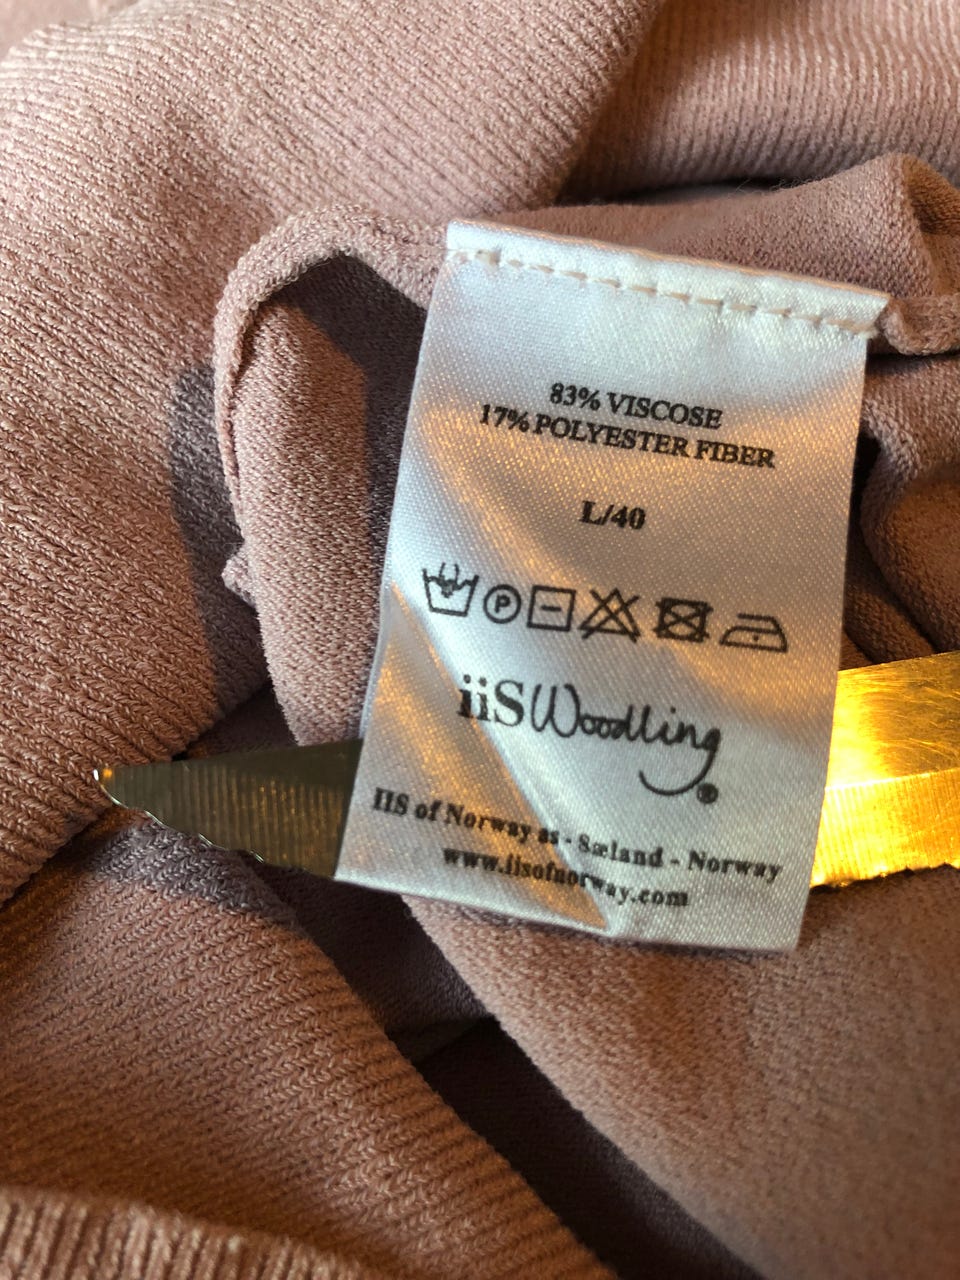 83% VISCOSE
17% POLYESTER FIBER
L/40
P
iiSWoodling®
IIS of Norway as - Sæland - Norway
www.iisofnorway.com